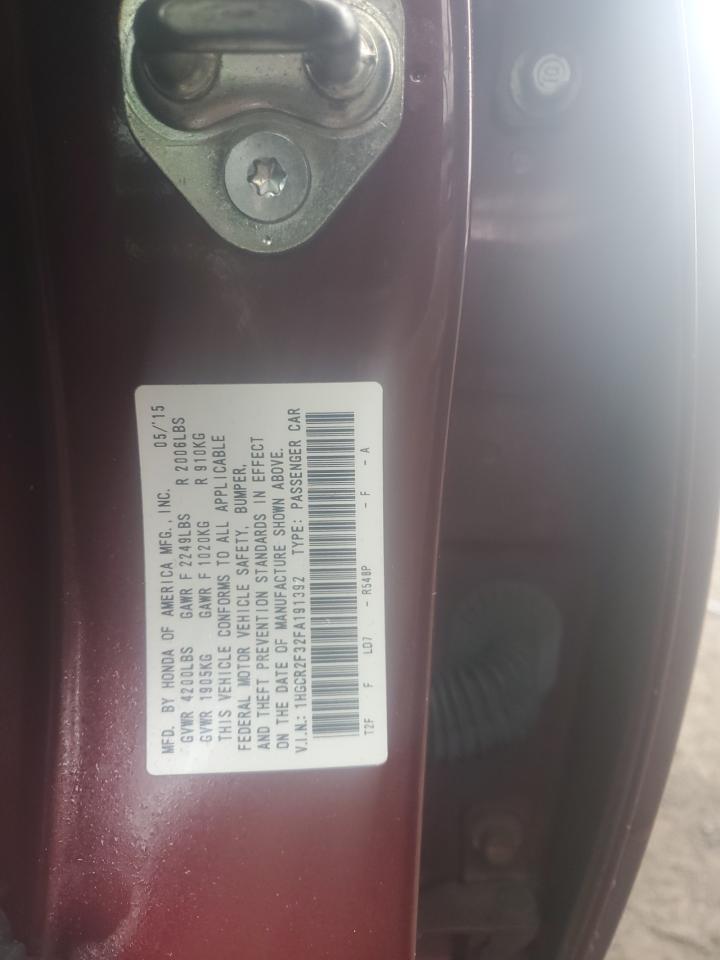 MFD. BY HONDA OF AMERICA MFG., INC. 05/'15
GVWR 4200LBS GAWR F 2249LBS R 2006LBS
GVWR 1905KG GAWR F 1020KG R 910KG
THIS VEHICLE CONFORMS TO ALL APPLICABLE
FEDERAL MOTOR VEHICLE SAFETY, BUMPER,
AND THEFT PREVENTION STANDARDS IN EFFECT
ON THE DATE OF MANUFACTURE SHOWN ABOVE.
V.I.N.: 1HGCR2F32FA191392 TYPE: PASSENGER CAR
T2F F LD7 - R548P - F - A